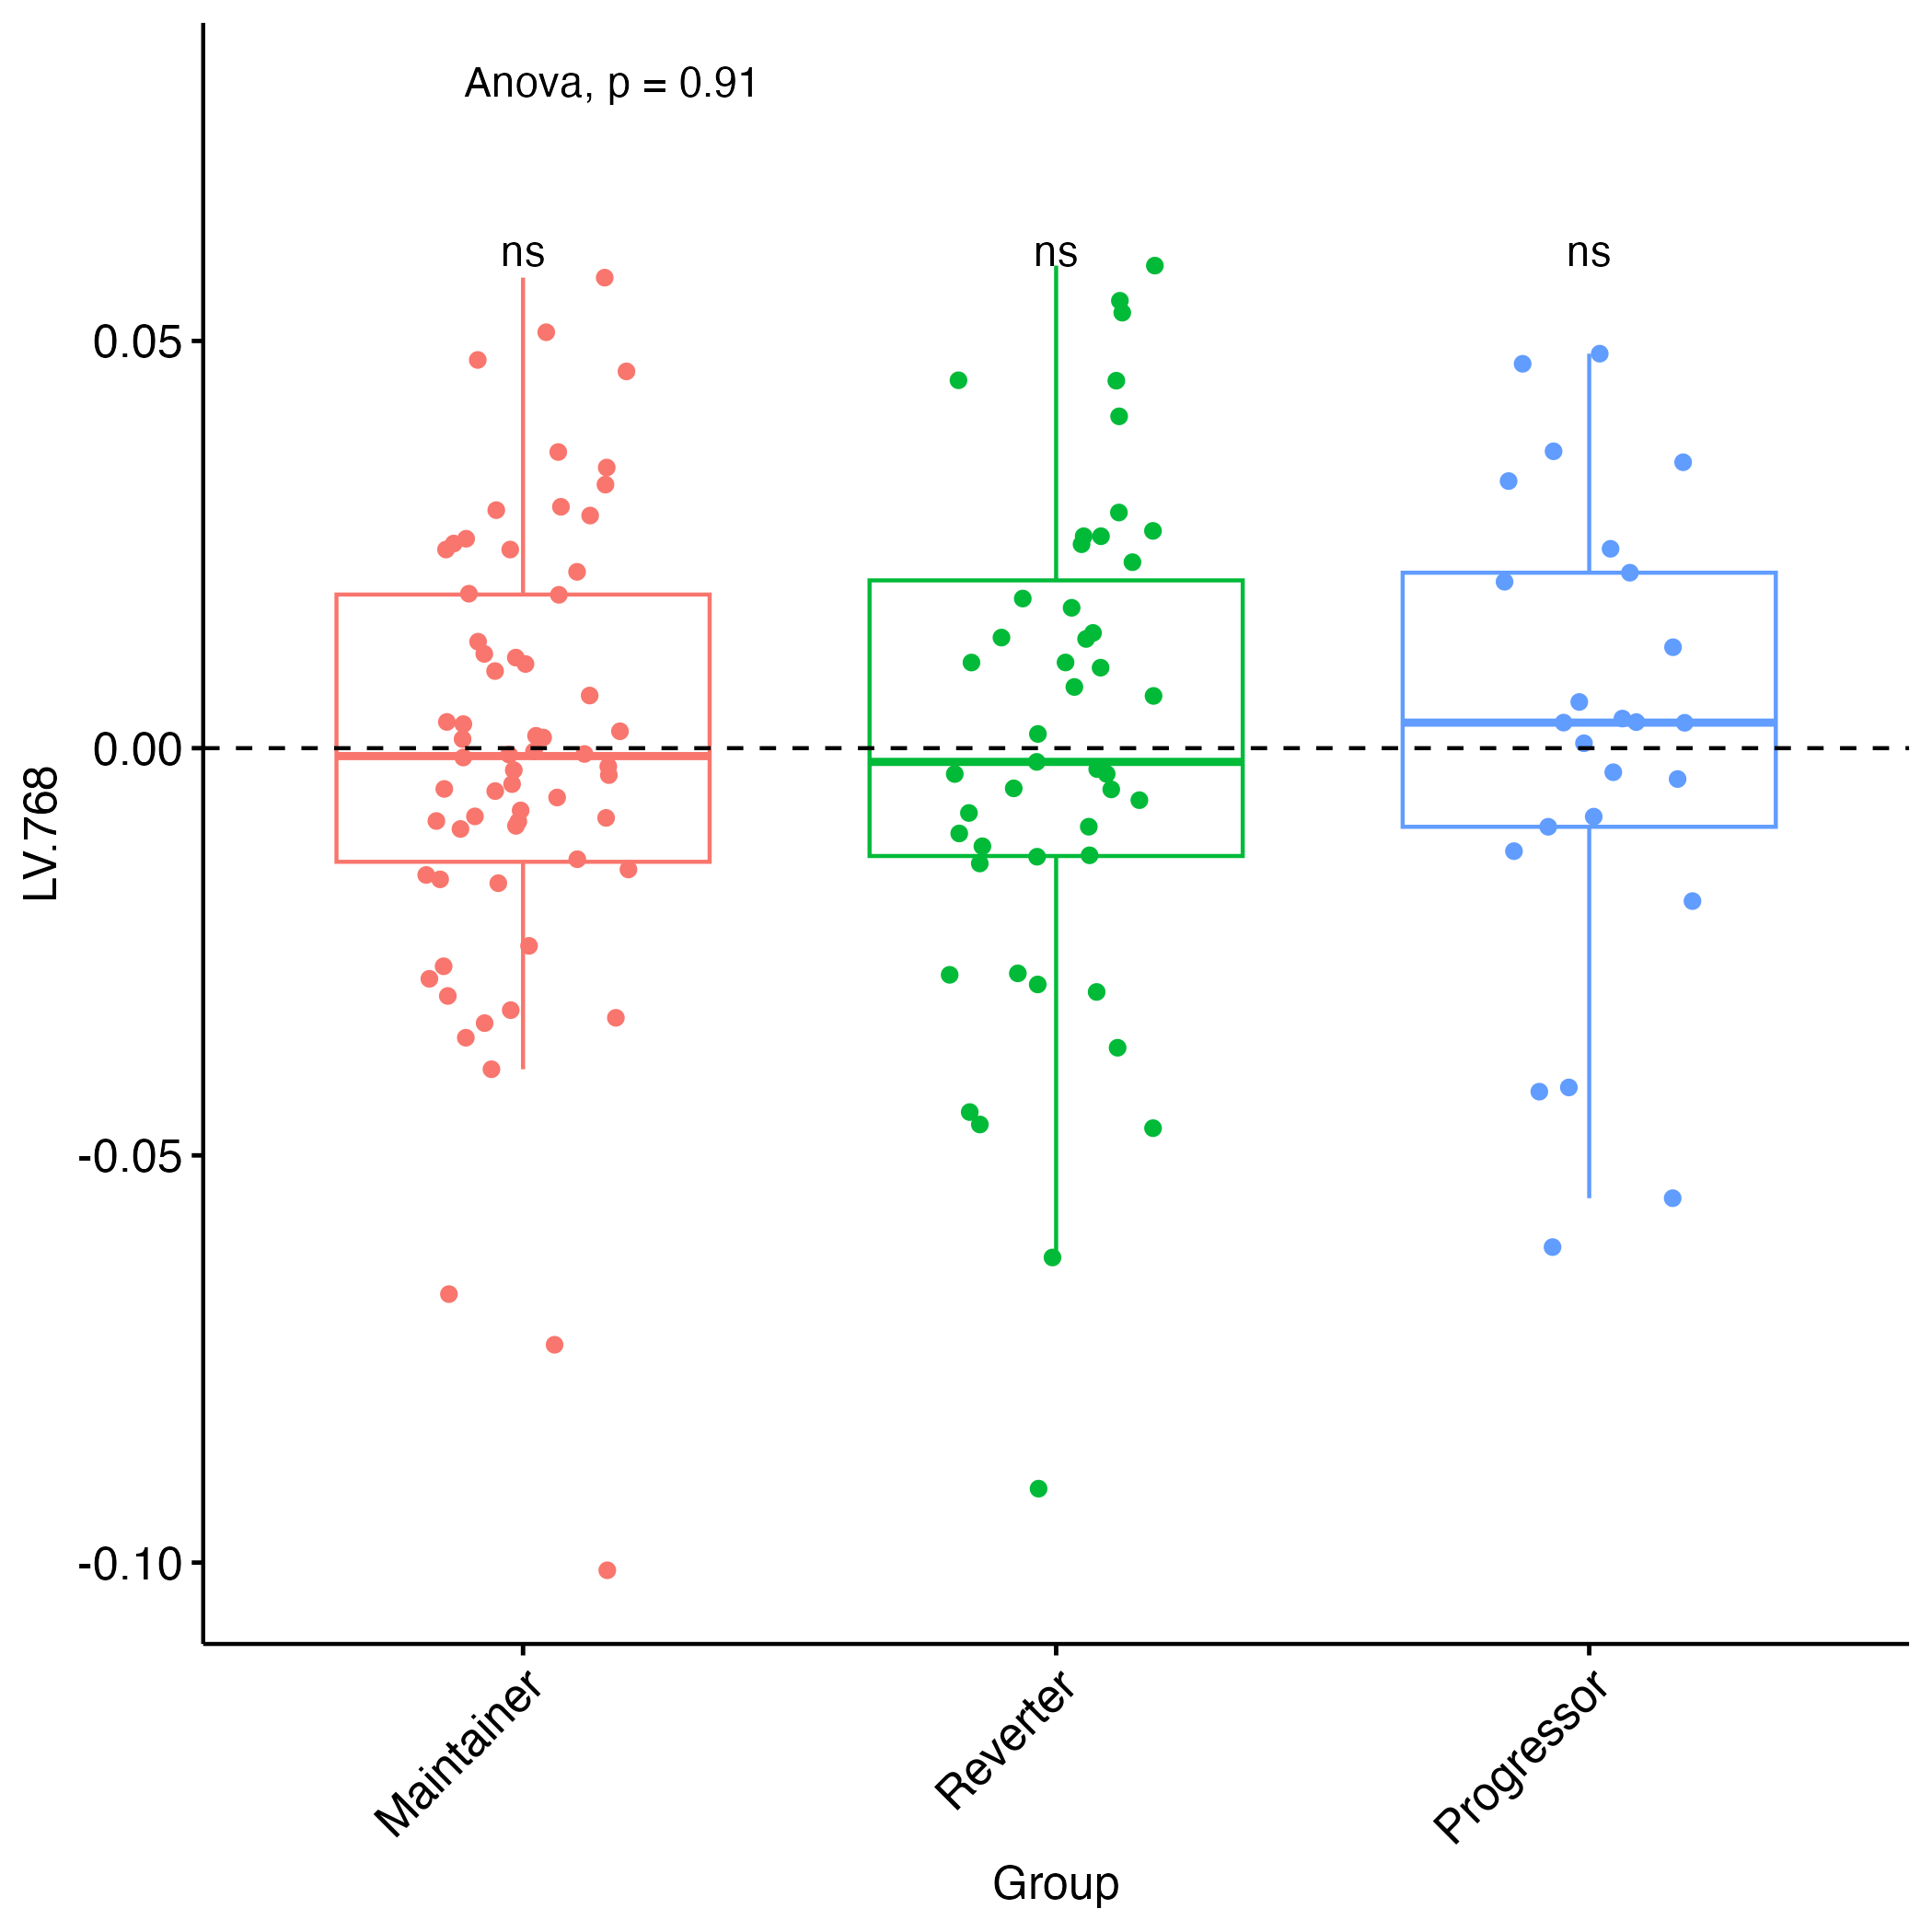 Anova, p = 0.91
ns ns ns
0.05
0.00
-0.05
-0.10
LV.768
Maintainer Reverter Progressor
Group